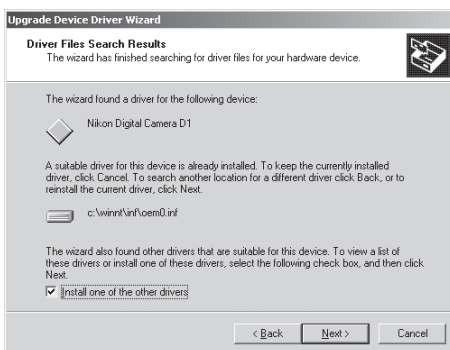 Upgrade Device Driver Wizard
Driver Files Search Results
The wizard has finished searching for driver files for your hardware device.
The wizard found a driver for the following device:
Nikon Digital Camera D1
A suitable driver for this device is already installed. To keep the currently installed
driver, click Cancel. To search another location for a different driver click Back, or to
reinstall the current driver, click Next.
c:\winnt\inf\oem0.inf
The wizard also found other drivers that are suitable for this device. To view a list of
these drivers or install one of these drivers, select the following check box, and then click
Next.
Install one of the other drivers
< Back Next > Cancel